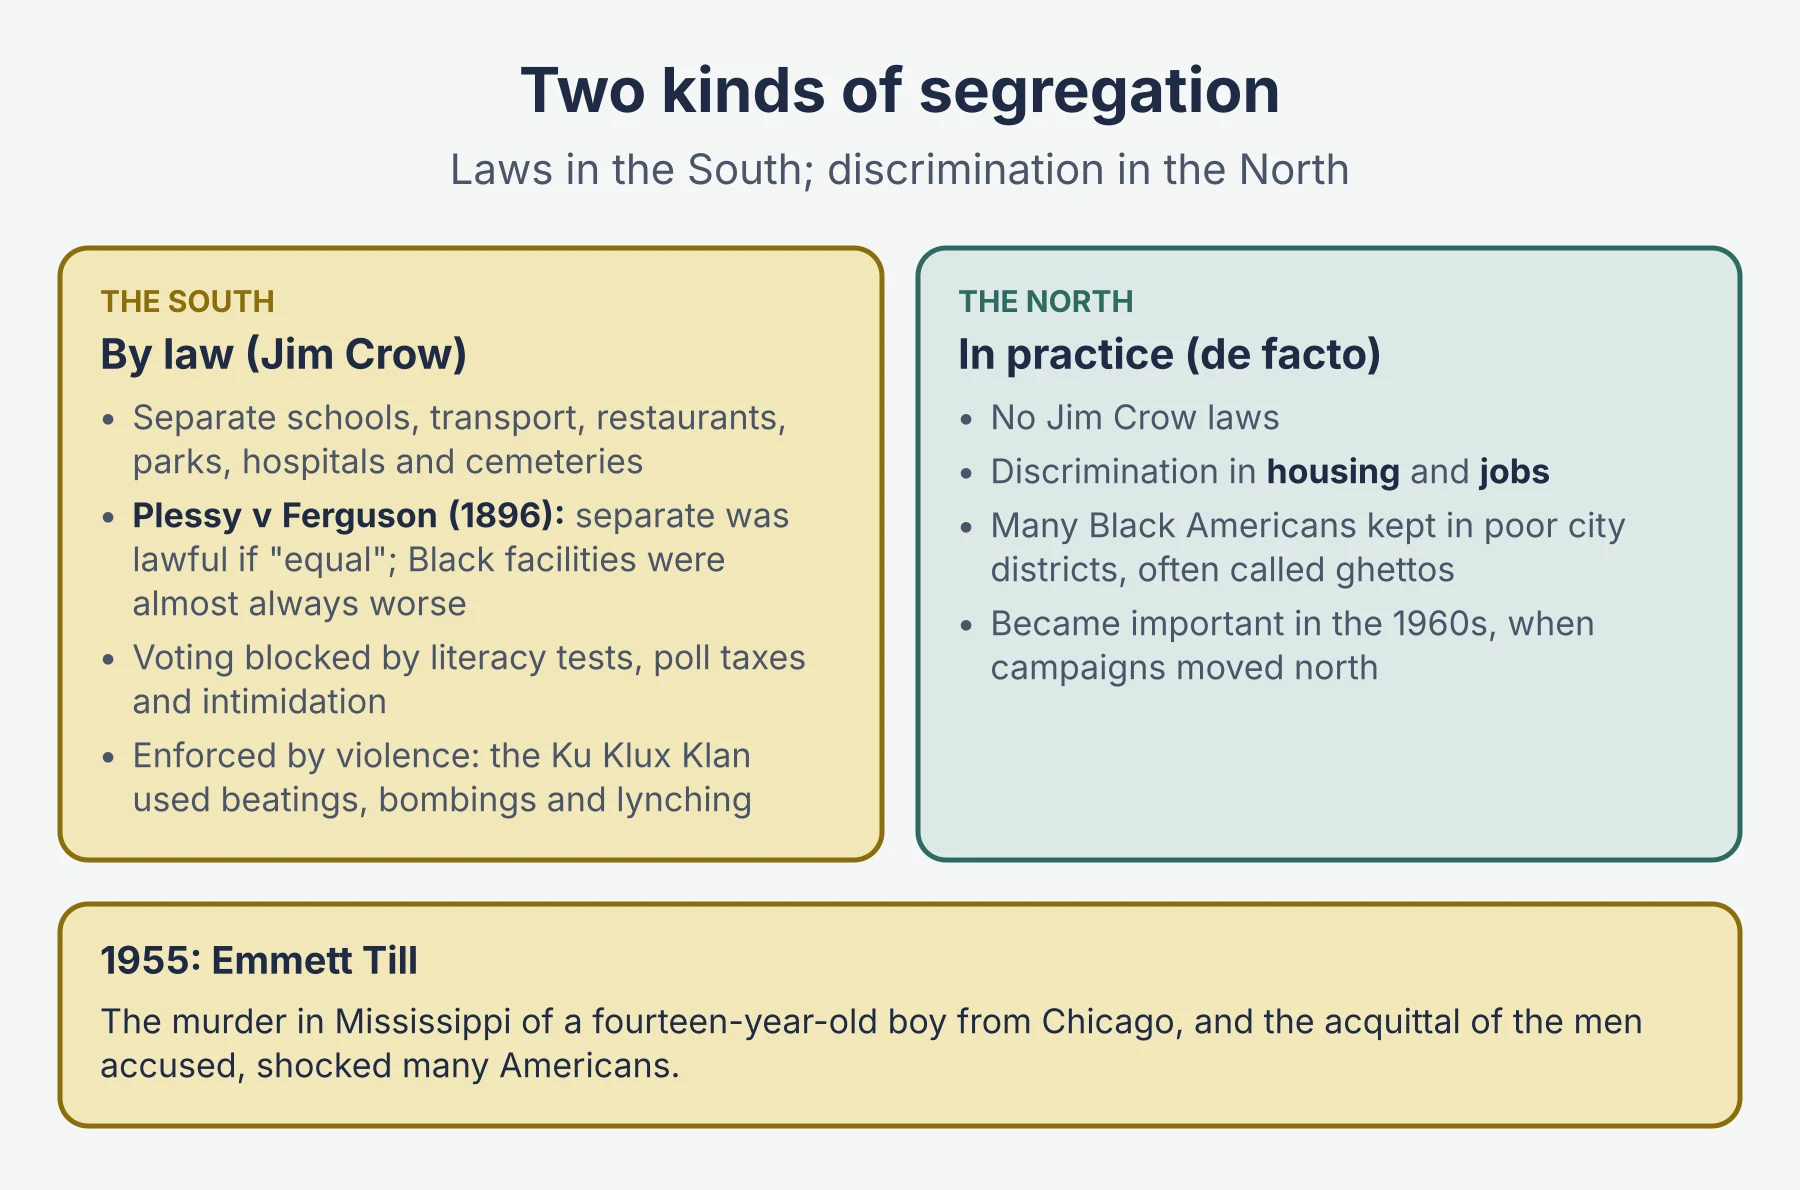 Two kinds of segregation
Laws in the South; discrimination in the North
THE SOUTH
By law (Jim Crow)
• Separate schools, transport, restaurants,
parks, hospitals and cemeteries
• Plessy v Ferguson (1896): separate was
lawful if "equal"; Black facilities were
almost always worse
• Voting blocked by literacy tests, poll taxes
and intimidation
• Enforced by violence: the Ku Klux Klan
used beatings, bombings and lynching
THE NORTH
In practice (de facto)
• No Jim Crow laws
• Discrimination in housing and jobs
• Many Black Americans kept in poor city
districts, often called ghettos
• Became important in the 1960s, when
campaigns moved north
1955: Emmett Till
The murder in Mississippi of a fourteen-year-old boy from Chicago, and the acquittal of the men
accused, shocked many Americans.